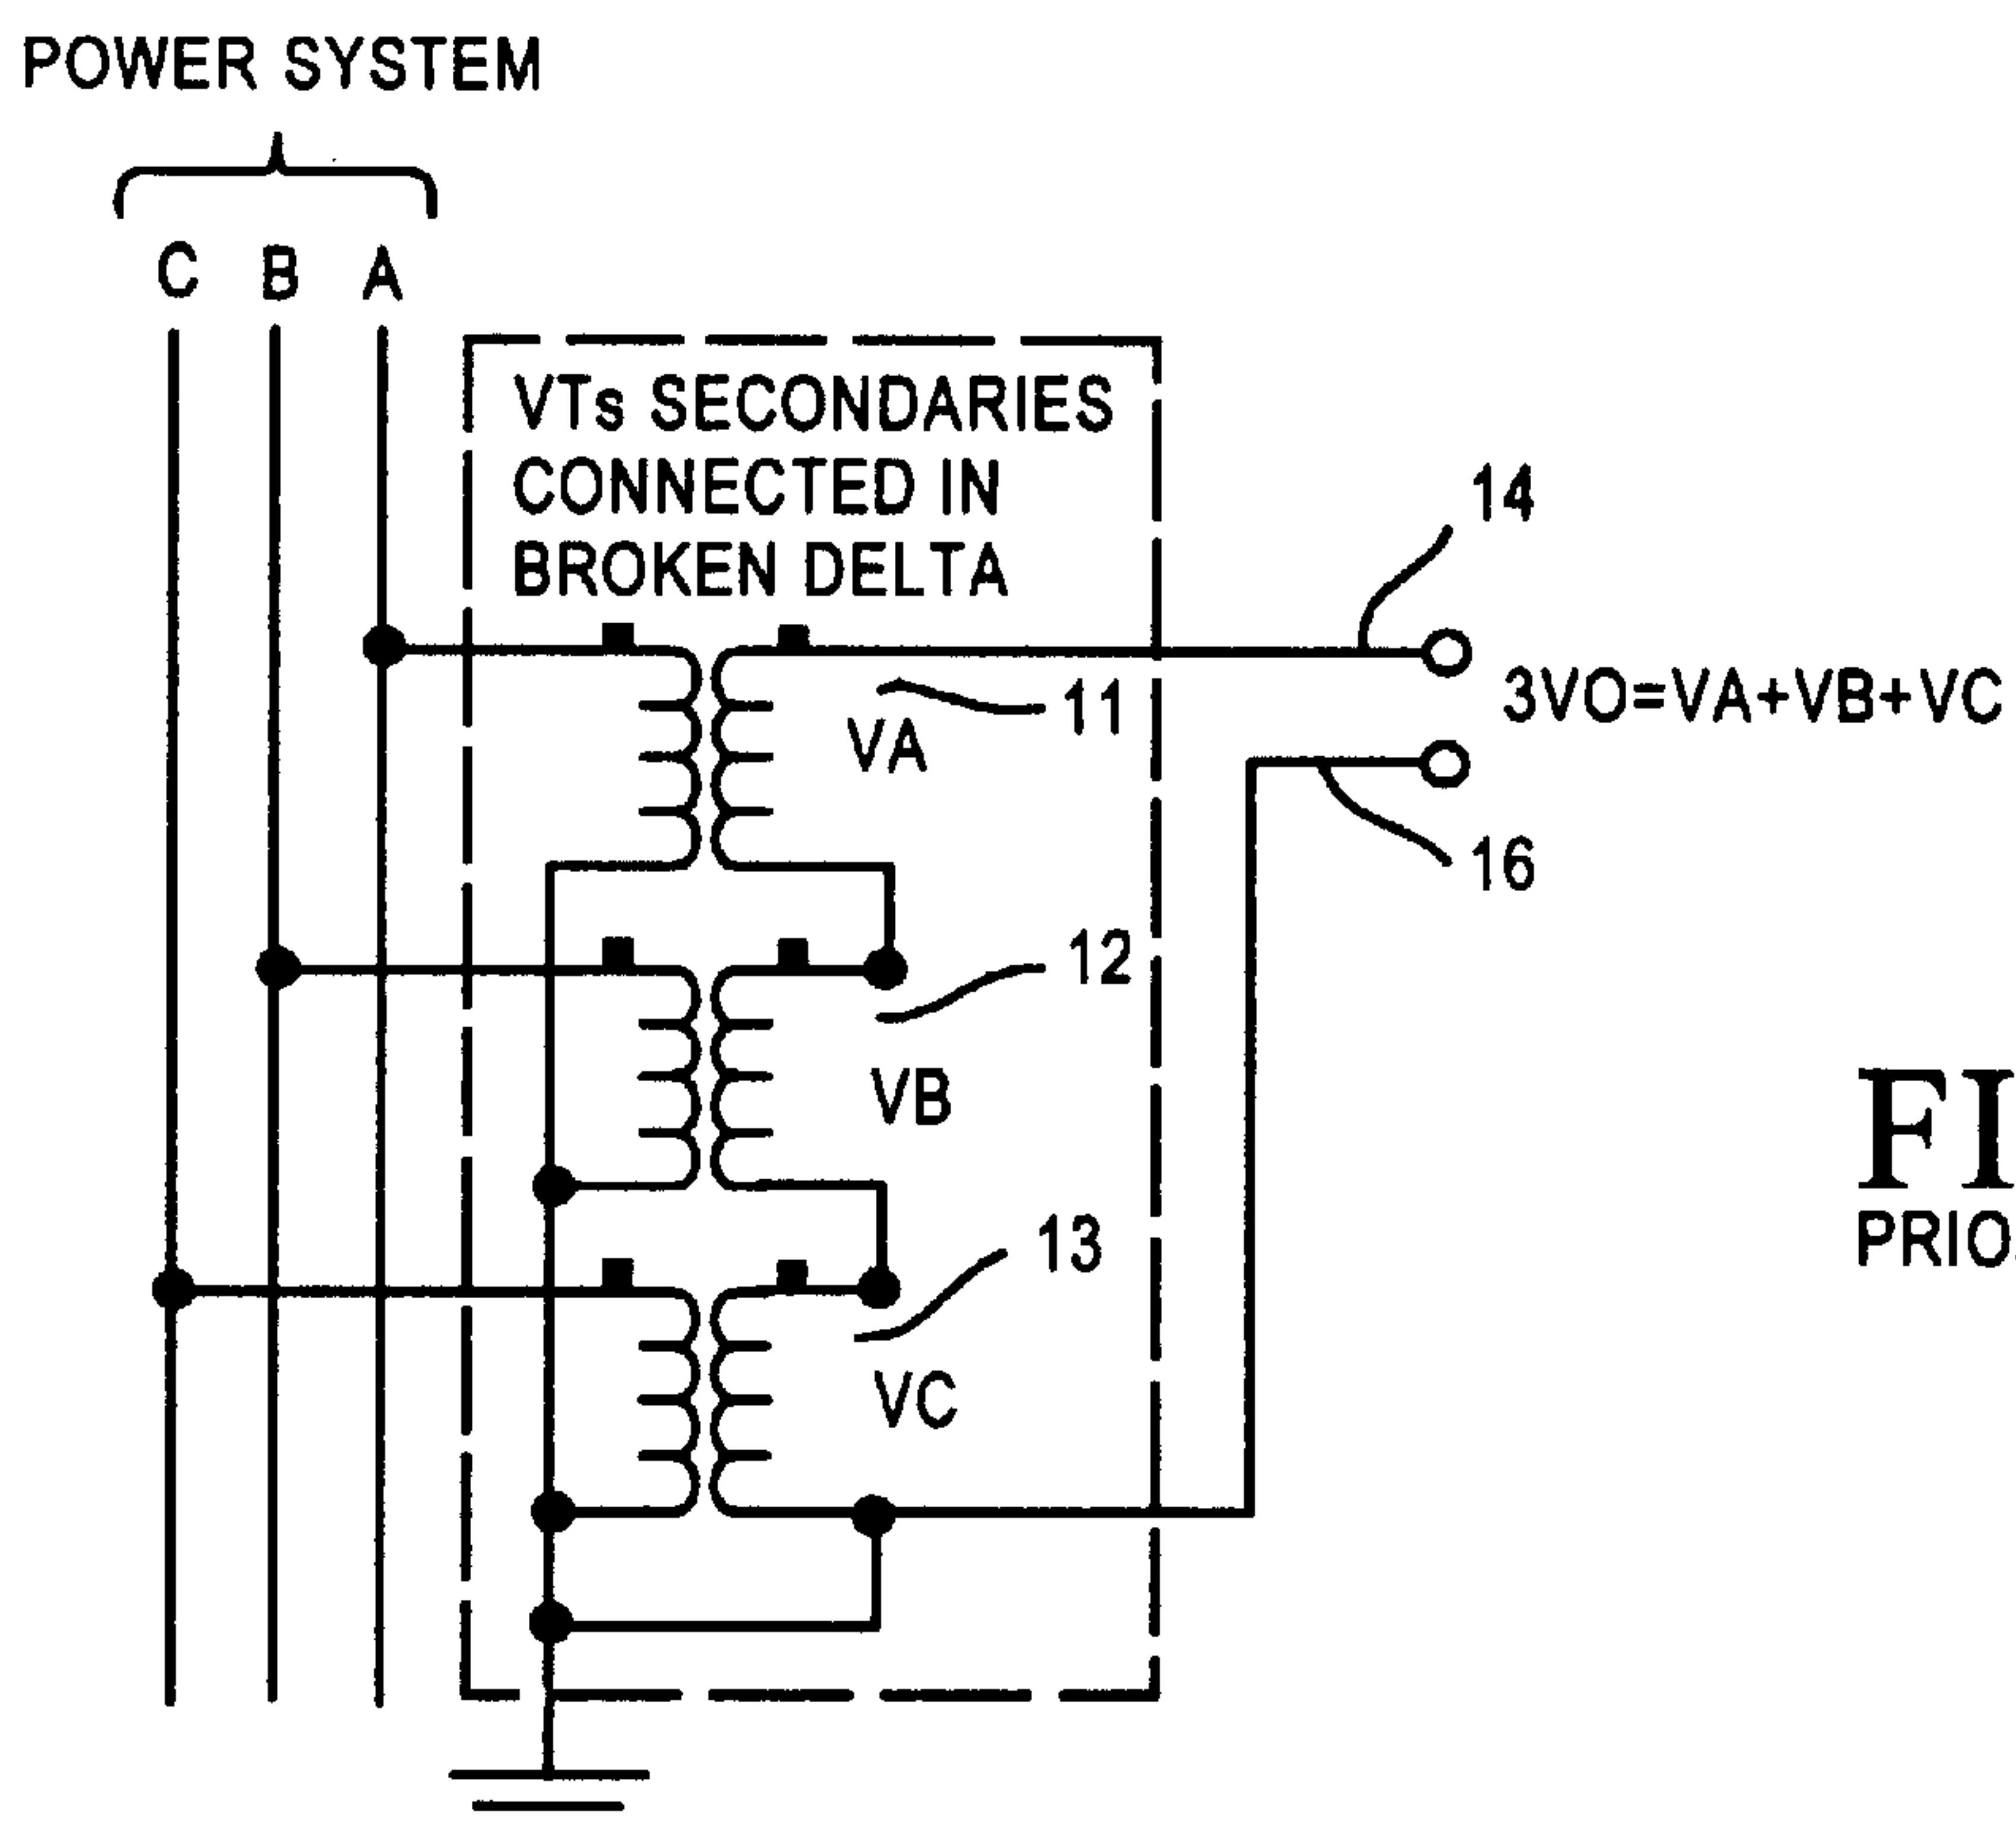 POWER SYSTEM
C B A
VTs SECONDARIES
CONNECTED IN
BROKEN DELTA
14
11
3VO=VA+VB+VC
VA
16
12
VB
FI
PRIO
13
VC